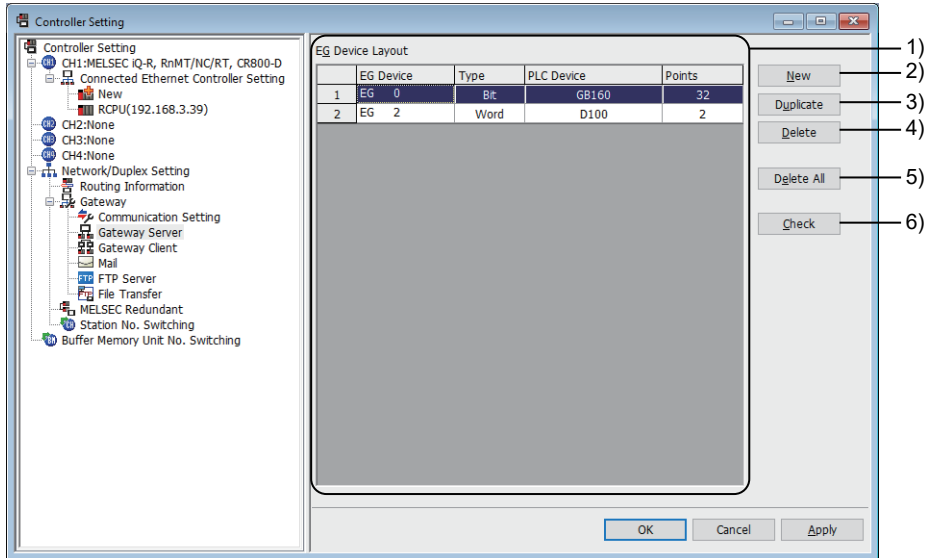 Controller Setting
Controller Setting
CH1:MELSEC iQ-R, RnMT/NC/RT, CR800-D
Connected Ethernet Controller Setting
New
RCPU(192.168.3.39)
CH2:None
CH3:None
CH4:None
Network/Duplex Setting
Routing Information
Gateway
Communication Setting
Gateway Server
Gateway Client
Mail
FTP Server
File Transfer
MELSEC Redundant
Station No. Switching
Buffer Memory Unit No. Switching
EG Device Layout
EG Device Type PLC Device Points
1 EG 0 Bit GB160 32
2 EG 2 Word D100 2
New
Duplicate
Delete
Delete All
Check
OK Cancel Apply
1)
2)
3)
4)
5)
6)